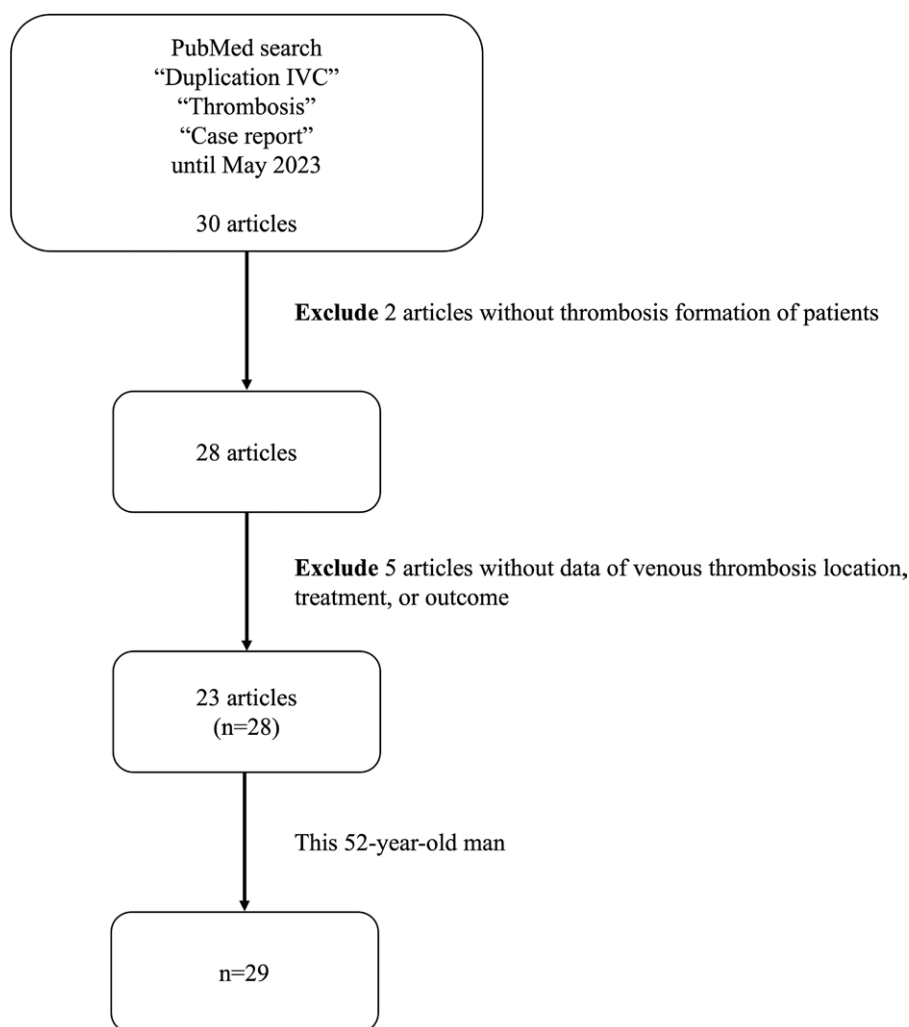 PubMed search
“Duplication IVC”
“Thrombosis”
“Case report”
until May 2023
30 articles
Exclude 2 articles without thrombosis formation of patients
28 articles
Exclude 5 articles without data of venous thrombosis location,
treatment, or outcome
23 articles
(n=28)
This 52-year-old man
n=29